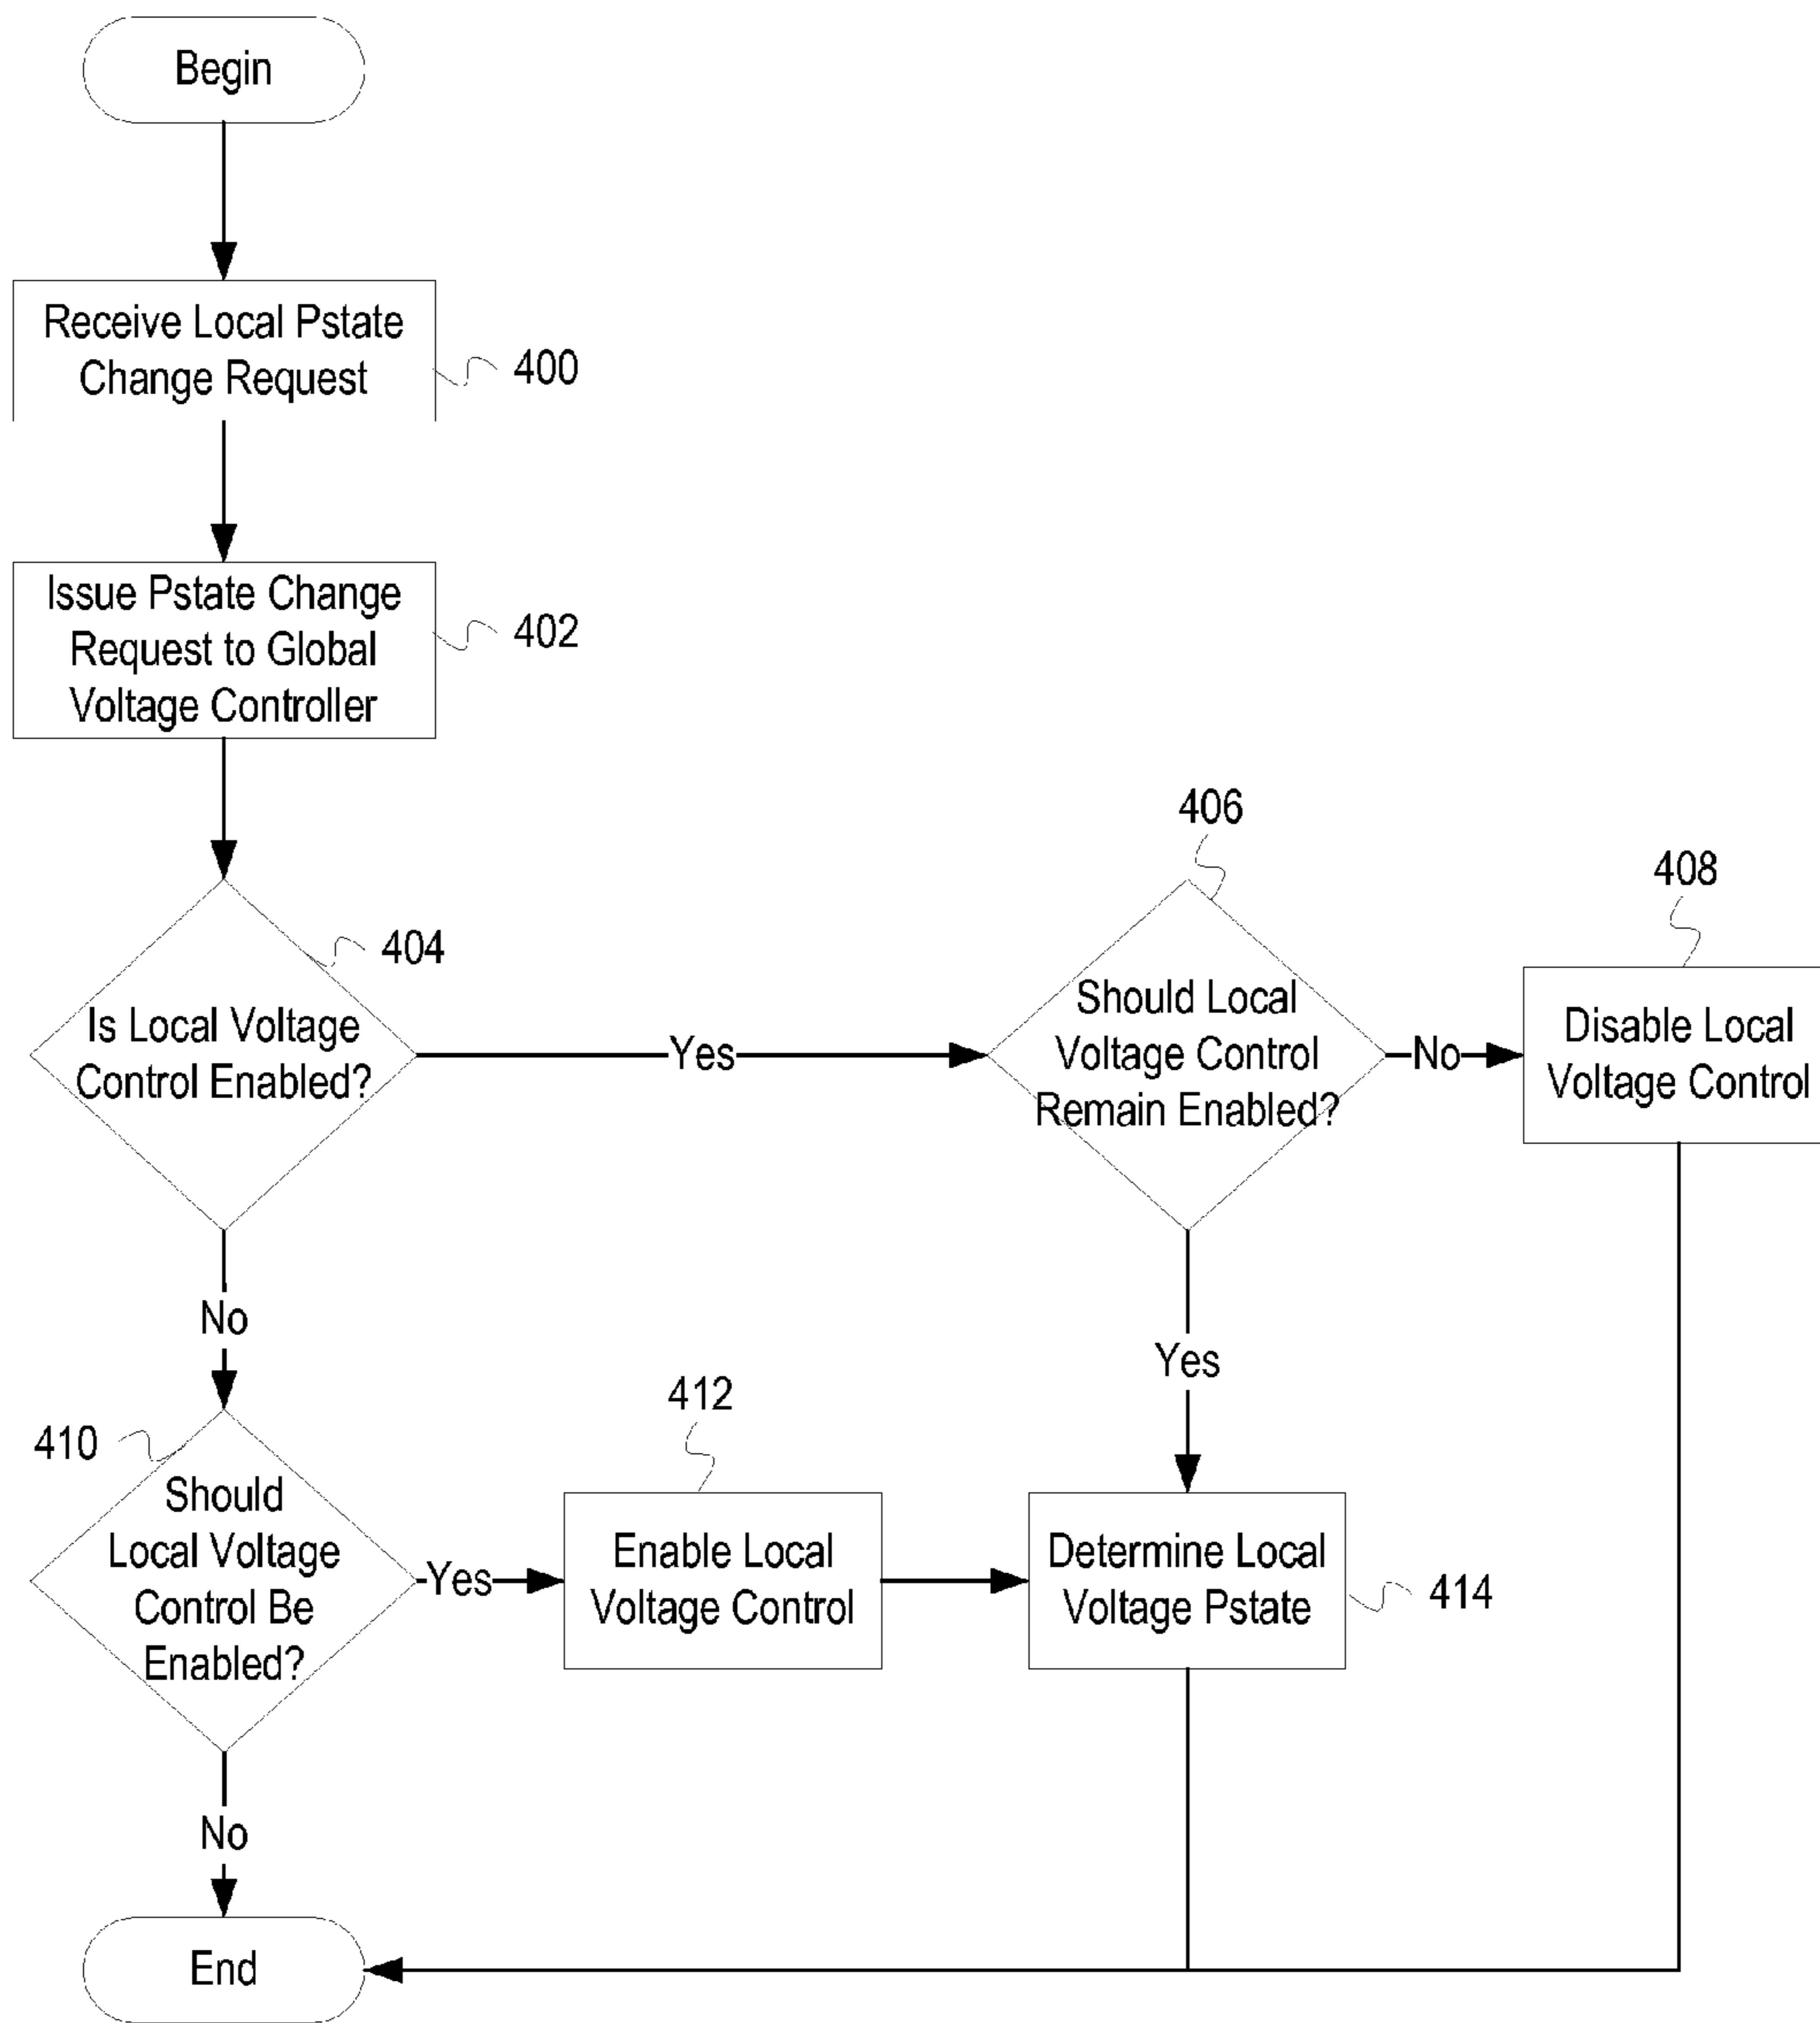 Begin
Receive Local Pstate
Change Request
400
Issue Pstate Change
Request to Global
Voltage Controller
402
404
Is Local Voltage
Control Enabled?
Yes
406
Should Local
Voltage Control
Remain Enabled?
No
408
Disable Local
Voltage Control
No
Yes
410
Should
Local Voltage
Control Be
Enabled?
Yes
412
Enable Local
Voltage Control
Determine Local
Voltage Pstate
414
No
End